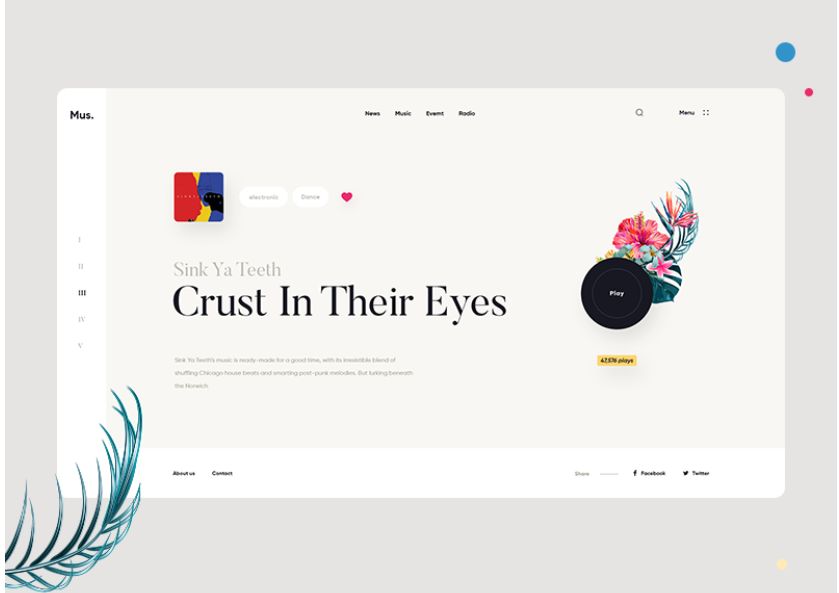 Mus.
News Music Evemt Radio
Menu
electronic Dance
I
II
III
IV
V
Sink Ya Teeth
Crust In Their Eyes
Play
47,576 plays
Sink Ya Teeth's music is ready-made for a good time, with its irresistible blend of
shuffling Chicago house beats and smarting post-punk melodies. But lurking beneath
the Norwich
About us Contact
Share Facebook Twitter